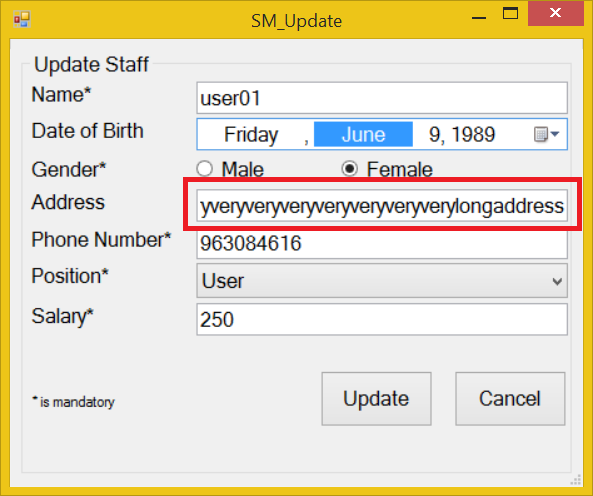 SM_Update
Update Staff
Name* user01
Date of Birth Friday , June 9, 1989
Gender* Male Female
Address yveryveryveryveryveryveryverylongaddress
Phone Number* 963084616
Position* User
Salary* 250
* is mandatory Update Cancel